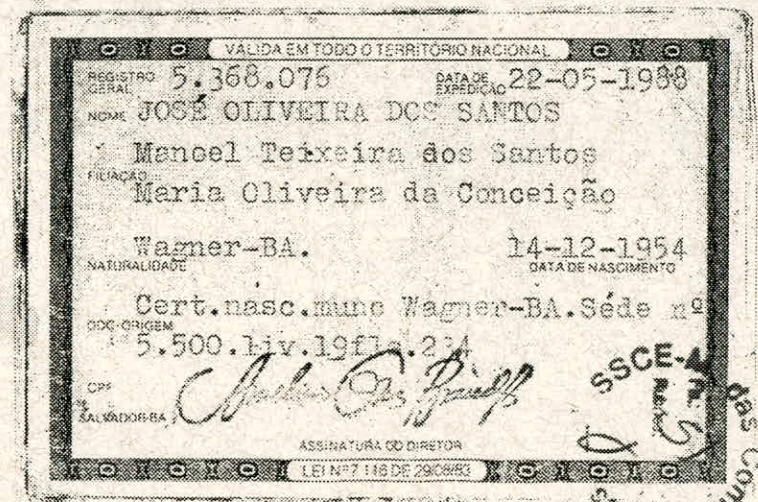 VALIDA EM TODO O TERRITÓRIO NACIONAL
REGISTRO GERAL 5.368.076 DATA DE EXPEDIÇÃO 22-05-1988
NOME JOSÉ OLIVEIRA DOS SANTOS
Manoel Teixeira dos Santos
FILIAÇÃO
Maria Oliveira da Conceição
Wagner-BA. 14-12-1954
NATURALIDADE DATA DE NASCIMENTO
Cert.nasc.munc Wagner-BA.Séde nº
DOC-ORIGEM
5.500.liv.19fls.234
CPF
SALVADOR-BA
ASSINATURA DO DIRETOR
LEI Nº 7.116 DE 29/08/83
SSCE- das